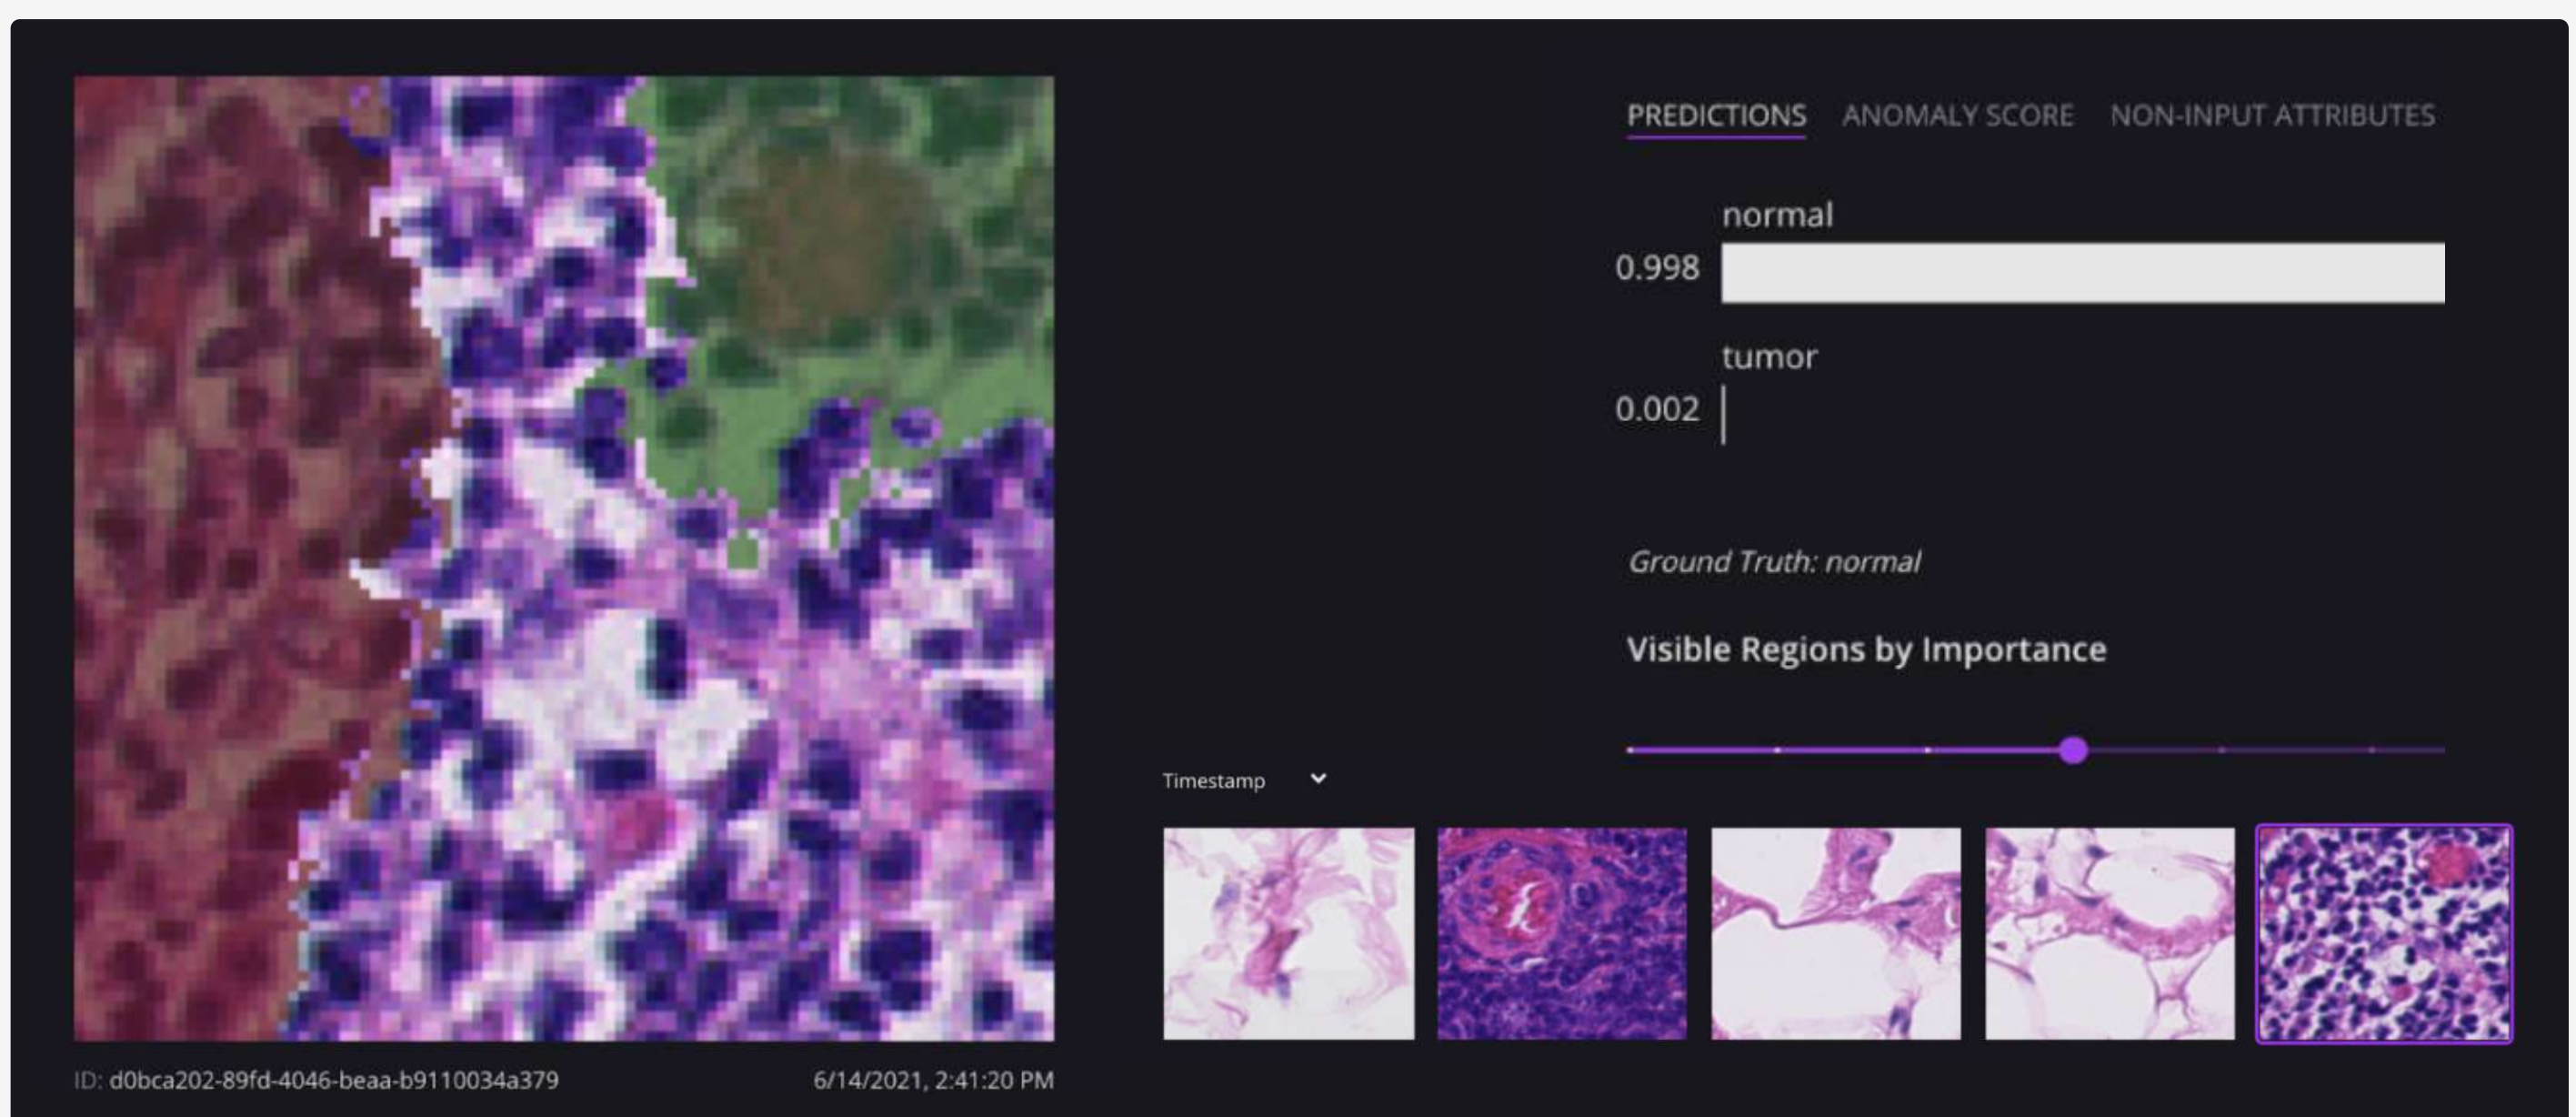 PREDICTIONS ANOMALY SCORE NON-INPUT ATTRIBUTES
normal
0.998
tumor
0.002
Ground Truth: normal
Visible Regions by Importance
Timestamp
ID: d0bca202-89fd-4046-beaa-b9110034a379
6/14/2021, 2:41:20 PM